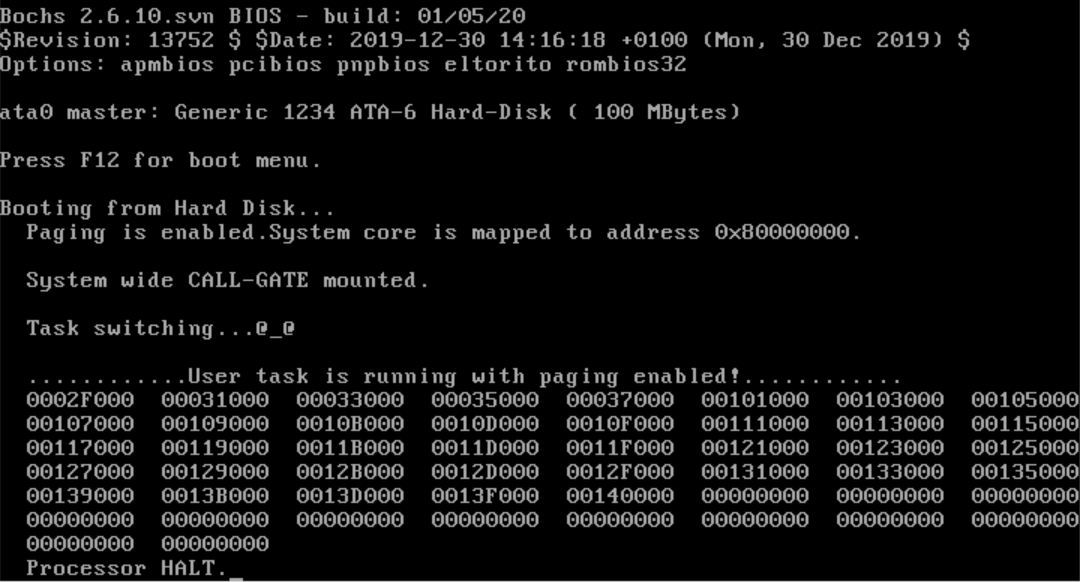 Bochs 2.6.10.svn BIOS - build: 01/05/20
$Revision: 13752 $ $Date: 2019-12-30 14:16:18 +0100 (Mon, 30 Dec 2019) $
Options: apmbios pcibios pnpbios eltorito rombios32
ata0 master: Generic 1234 ATA-6 Hard-Disk ( 100 MBytes)
Press F12 for boot menu.
Booting from Hard Disk...
Paging is enabled.System core is mapped to address 0x80000000.
System wide CALL-GATE mounted.
Task switching...@_@
............User task is running with paging enabled!............
0002F000 00031000 00033000 00035000 00037000 00101000 00103000 00105000
00107000 00109000 0010B000 0010D000 0010F000 00111000 00113000 00115000
00117000 00119000 0011B000 0011D000 0011F000 00121000 00123000 00125000
00127000 00129000 0012B000 0012D000 0012F000 00131000 00133000 00135000
00139000 0013B000 0013D000 0013F000 00140000 00000000 00000000 00000000
00000000 00000000 00000000 00000000 00000000 00000000 00000000 00000000
00000000 00000000
Processor HALT._